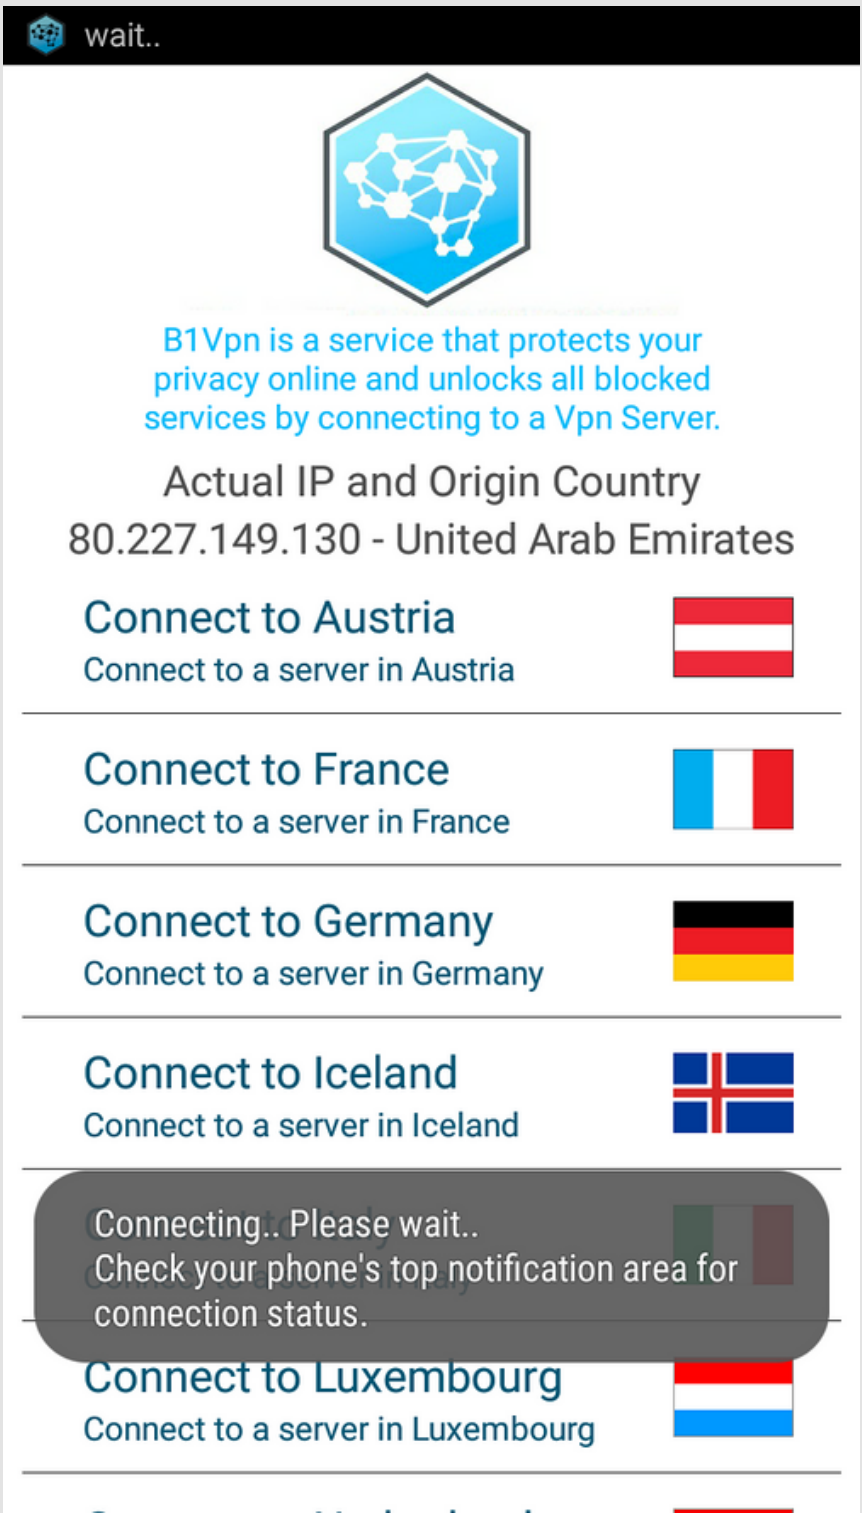 wait..
B1Vpn is a service that protects your
privacy online and unlocks all blocked
services by connecting to a Vpn Server.
Actual IP and Origin Country
80.227.149.130 - United Arab Emirates
Connect to Austria
Connect to a server in Austria
Connect to France
Connect to a server in France
Connect to Germany
Connect to a server in Germany
Connect to Iceland
Connect to a server in Iceland
Connecting.. Please wait..
Check your phone's top notification area for
connection status.
Connect to Luxembourg
Connect to a server in Luxembourg